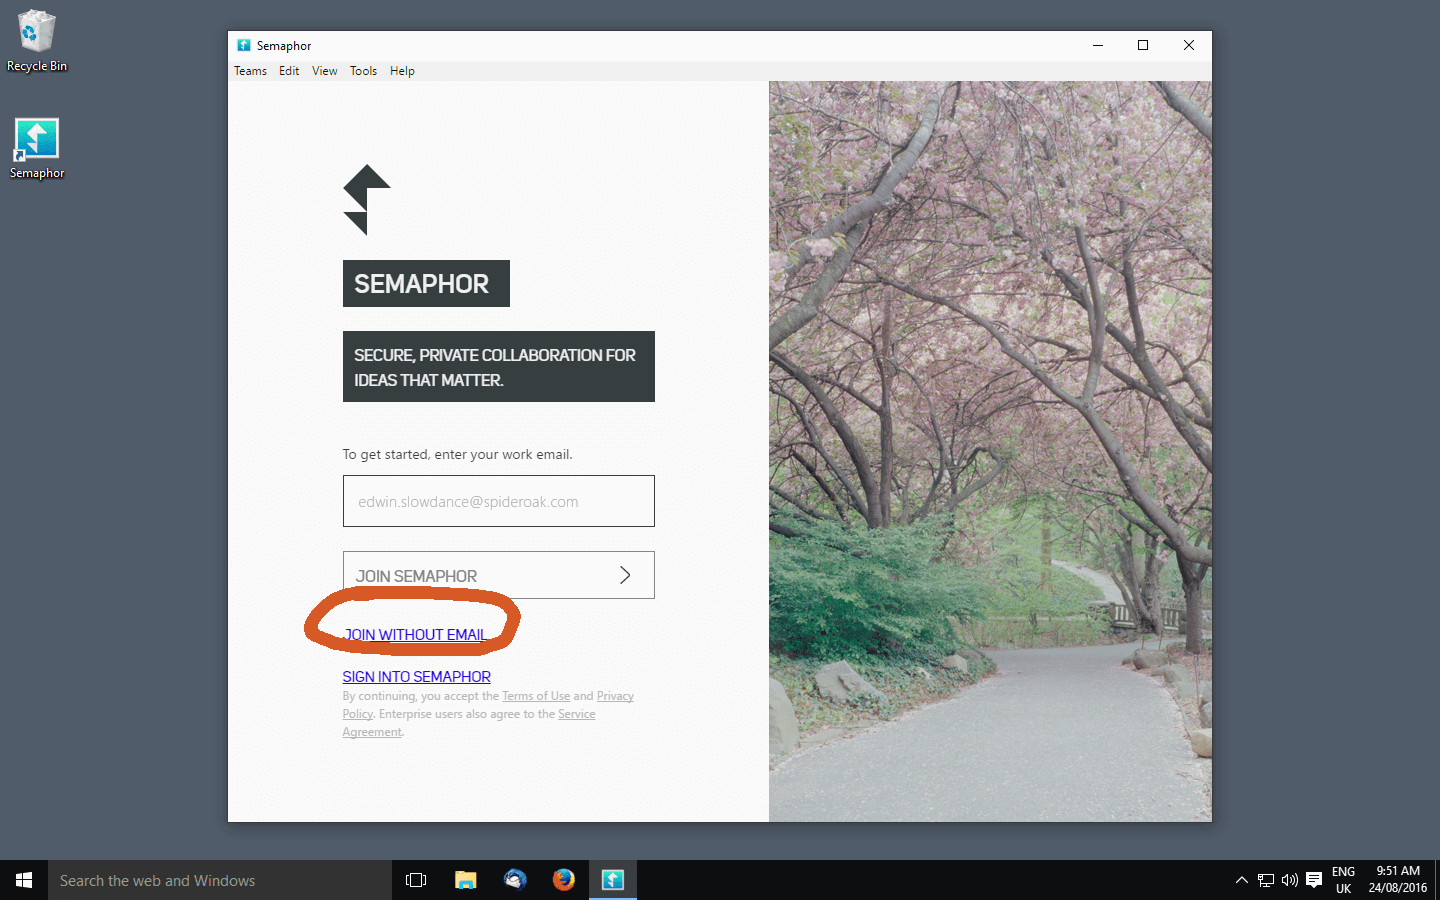 Recycle Bin
Semaphor
Semaphor
Teams Edit View Tools Help
SEMAPHOR
SECURE, PRIVATE COLLABORATION FOR
IDEAS THAT MATTER.
To get started, enter your work email.
edwin.slowdance@spideroak.com
JOIN SEMAPHOR
JOIN WITHOUT EMAIL
SIGN INTO SEMAPHOR
By continuing, you accept the Terms of Use and Privacy
Policy. Enterprise users also agree to the Service
Agreement.
Search the web and Windows
ENG
UK
9:51 AM
24/08/2016